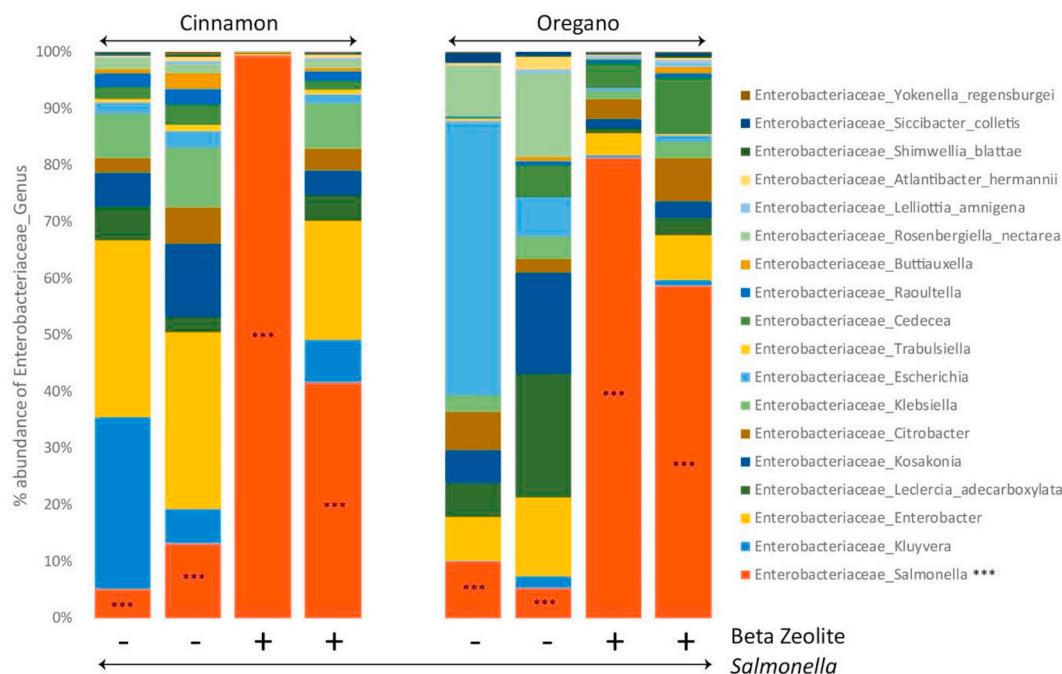 Cinnamon
Oregano
100%
90%
80%
70%
60%
50%
40%
30%
20%
10%
0%
% abundance of Enterobacteriaceae_Genus
***
***
***
***
***
***
***
***
- - + +
- - + +
Beta Zeolite
Salmonella
Enterobacteriaceae_Yokenella_regensburgei
Enterobacteriaceae_Siccibacter_colletis
Enterobacteriaceae_Shimwellia_blattae
Enterobacteriaceae_Atlantibacter_hermannii
Enterobacteriaceae_Lelliottia_amnigena
Enterobacteriaceae_Rosenbergiella_nectarea
Enterobacteriaceae_Buttiauxella
Enterobacteriaceae_Raoultella
Enterobacteriaceae_Cedecea
Enterobacteriaceae_Trabulsiella
Enterobacteriaceae_Escherichia
Enterobacteriaceae_Klebsiella
Enterobacteriaceae_Citrobacter
Enterobacteriaceae_Kosakonia
Enterobacteriaceae_Leclercia_adecarboxylata
Enterobacteriaceae_Enterobacter
Enterobacteriaceae_Kluyvera
Enterobacteriaceae_Salmonella ***